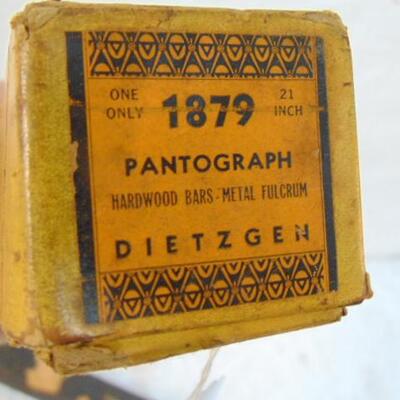 ONE ONLY 1879 21 INCH
PANTOGRAPH
HARDWOOD BARS - METAL FULCRUM
DIETZGEN